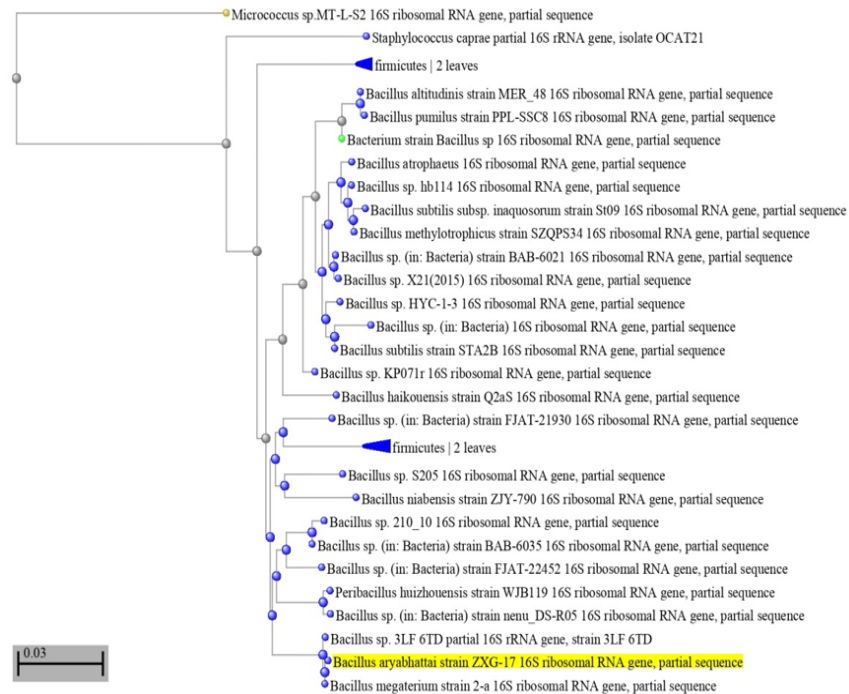 Micrococcus sp.MT-L-S2 16S ribosomal RNA gene, partial sequence
Staphylococcus caprae partial 16S rRNA gene, isolate OCAT21
firmicutes | 2 leaves
Bacillus altitudinis strain MER_48 16S ribosomal RNA gene, partial sequence
Bacillus pumilus strain PPL-SSC8 16S ribosomal RNA gene, partial sequence
Bacterium strain Bacillus sp 16S ribosomal RNA gene, partial sequence
Bacillus atrophaeus 16S ribosomal RNA gene, partial sequence
Bacillus sp. hb114 16S ribosomal RNA gene, partial sequence
Bacillus subtilis subsp. inaquosorum strain St09 16S ribosomal RNA gene, partial sequence
Bacillus methylotrophicus strain SZQPS34 16S ribosomal RNA gene, partial sequence
Bacillus sp. (in: Bacteria) strain BAB-6021 16S ribosomal RNA gene, partial sequence
Bacillus sp. X21(2015) 16S ribosomal RNA gene, partial sequence
Bacillus sp. HYC-1-3 16S ribosomal RNA gene, partial sequence
Bacillus sp. (in: Bacteria) 16S ribosomal RNA gene, partial sequence
Bacillus subtilis strain STA2B 16S ribosomal RNA gene, partial sequence
Bacillus sp. KP071r 16S ribosomal RNA gene, partial sequence
Bacillus haikouensis strain Q2aS 16S ribosomal RNA gene, partial sequence
Bacillus sp. (in: Bacteria) strain FJAT-21930 16S ribosomal RNA gene, partial sequence
firmicutes | 2 leaves
Bacillus sp. S205 16S ribosomal RNA gene, partial sequence
Bacillus niabensis strain ZJY-790 16S ribosomal RNA gene, partial sequence
Bacillus sp. 210_10 16S ribosomal RNA gene, partial sequence
Bacillus sp. (in: Bacteria) strain BAB-6035 16S ribosomal RNA gene, partial sequence
Bacillus sp. (in: Bacteria) strain FJAT-22452 16S ribosomal RNA gene, partial sequence
Peribacillus huizhouensis strain WJB119 16S ribosomal RNA gene, partial sequence
Bacillus sp. (in: Bacteria) strain nenu_DS-R05 16S ribosomal RNA gene, partial sequence
Bacillus sp. 3LF 6TD partial 16S rRNA gene, strain 3LF 6TD
Bacillus aryabhattai strain ZXG-17 16S ribosomal RNA gene, partial sequence
Bacillus megaterium strain 2-a 16S ribosomal RNA gene, partial sequence
0.03